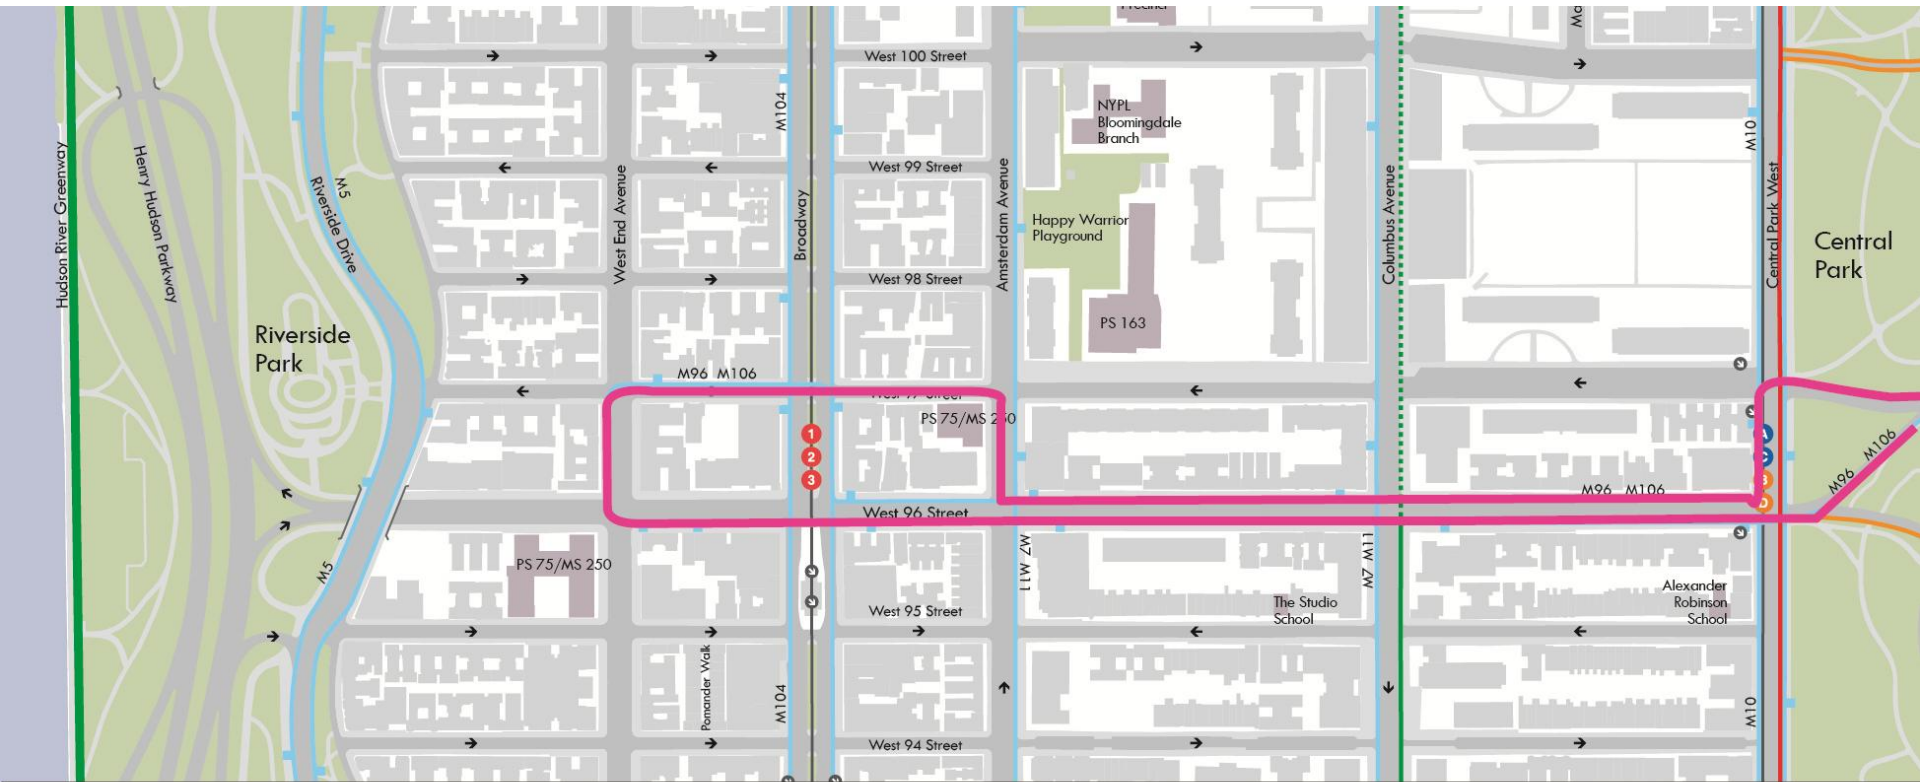 Precinct
West 100 Street
M104
NYPL
Bloomingdale
Branch
M10
Hudson River Greenway
Henry Hudson Parkway
M5
Riverside Drive
West End Avenue
Broadway
West 99 Street
Amsterdam Avenue
Columbus Avenue
Central Park West
Happy Warrior
Playground
Central
Park
West 98 Street
Riverside
Park
PS 163
M96 M106
PS 75/MS 250
1
2
3
A
C
B
D
M96 M106
M96 M106
West 96 Street
M7 M11
M11 M7
M5
PS 75/MS 250
West 95 Street
The Studio
School
Alexander
Robinson
School
Pomander Walk
M104
M10
West 94 Street